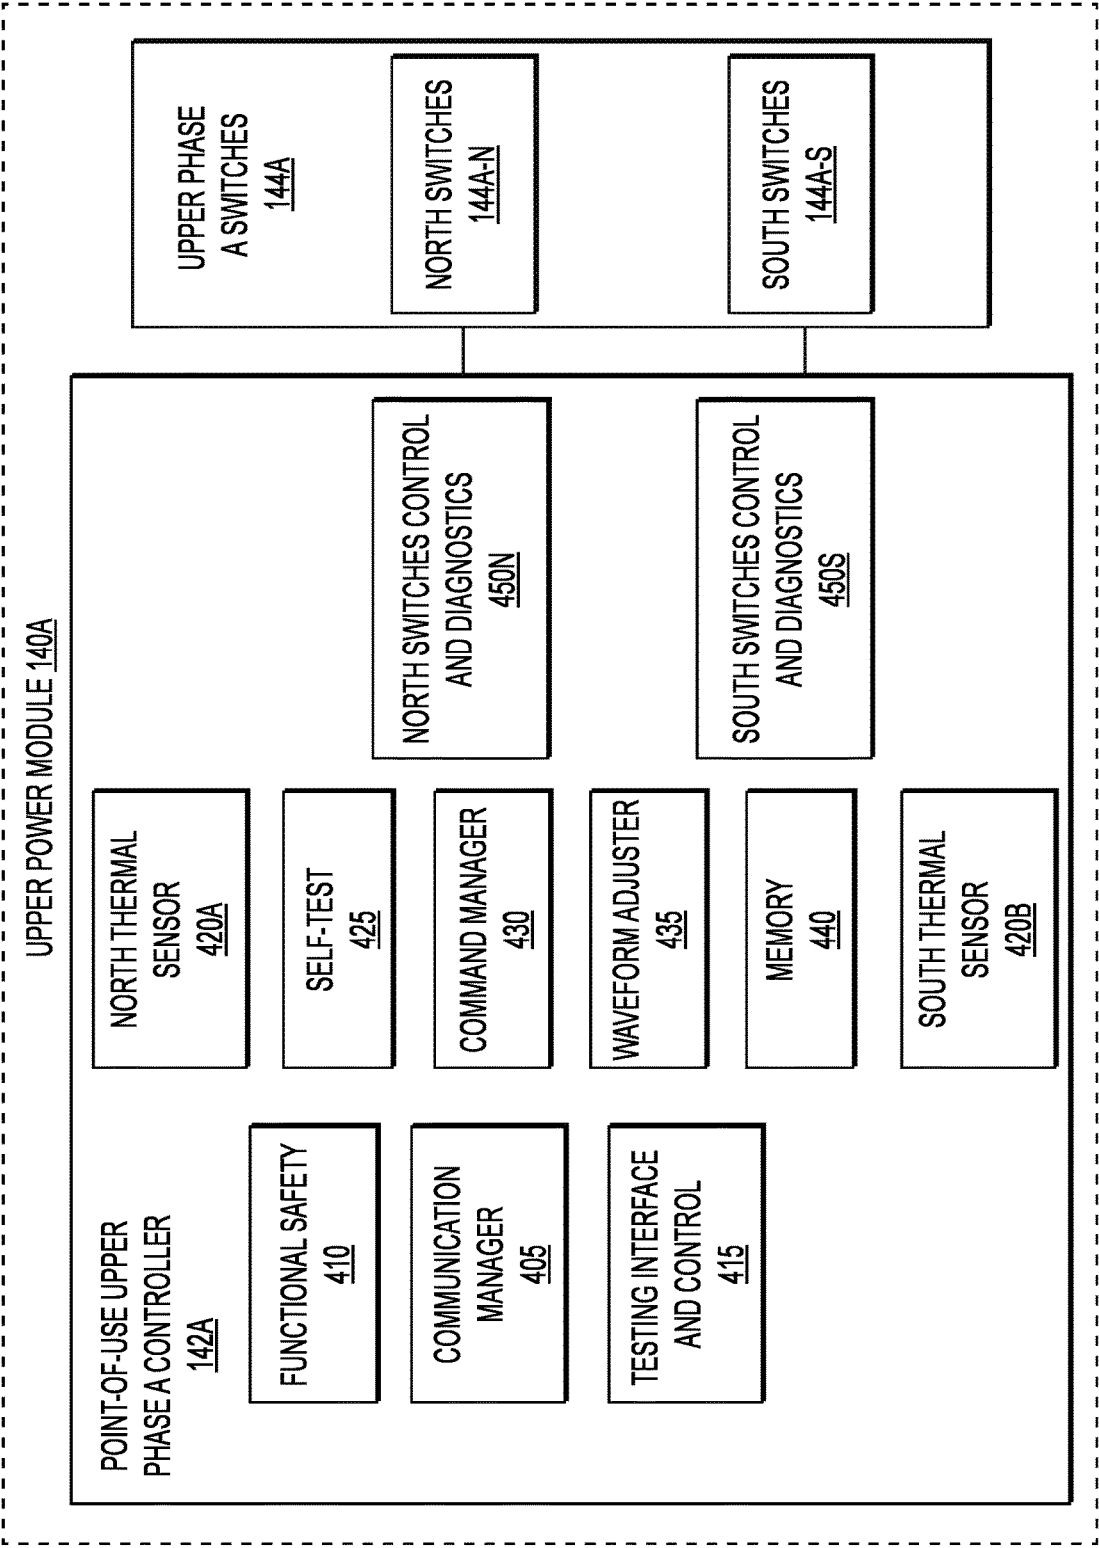 UPPER POWER MODULE 140A
POINT-OF-USE UPPER
PHASE A CONTROLLER
142A
FUNCTIONAL SAFETY
410
COMMUNICATION
MANAGER
405
TESTING INTERFACE
AND CONTROL
415
NORTH THERMAL
SENSOR
420A
SELF-TEST
425
COMMAND MANAGER
430
WAVEFORM ADJUSTER
435
MEMORY
440
SOUTH THERMAL
SENSOR
420B
NORTH SWITCHES CONTROL
AND DIAGNOSTICS
450N
SOUTH SWITCHES CONTROL
AND DIAGNOSTICS
450S
UPPER PHASE
A SWITCHES
144A
NORTH SWITCHES
144A-N
SOUTH SWITCHES
144A-S